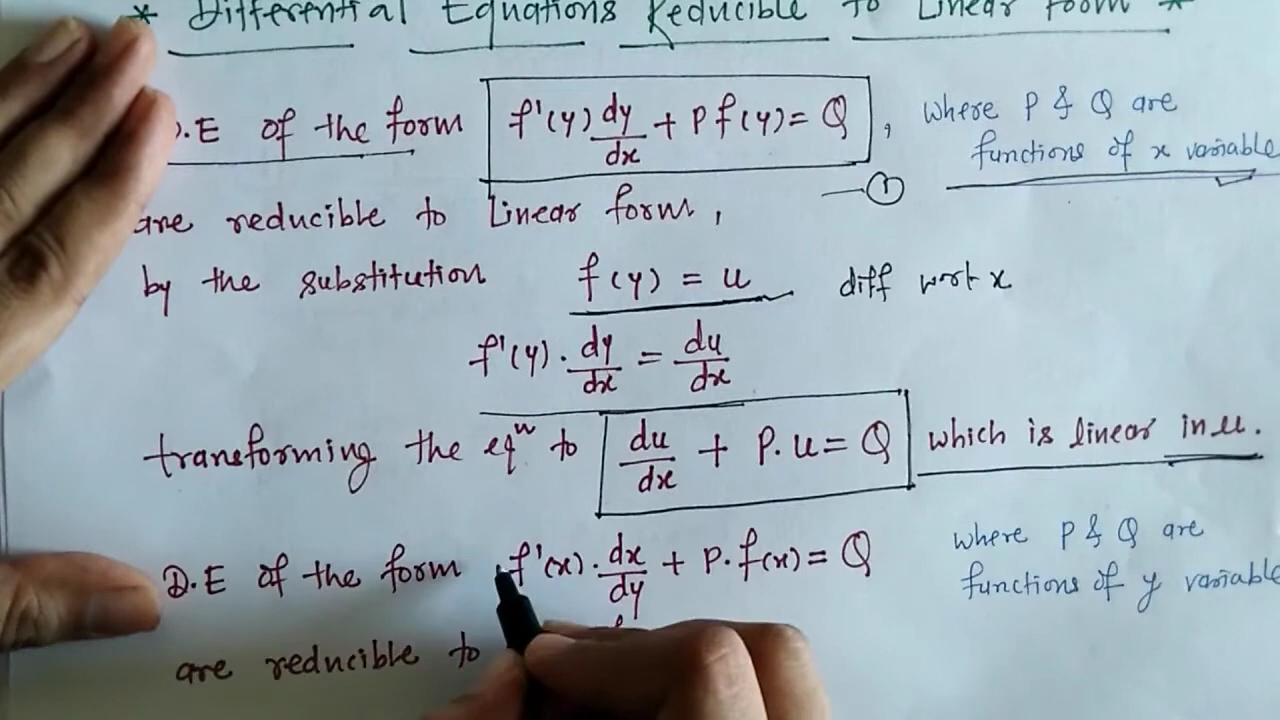 * Differential Equations Reducible to Linear Form *
D.E of the form f'(y) dy/dx + P f(y) = Q , where P & Q are
functions of x variable
— ①
are reducible to linear form,
by the substitution f(y) = u diff w.r.t x
f'(y) . dy/dx = du/dx
transforming the eqn to du/dx + P.u = Q which is linear in u.
D.E of the form f'(x) . dx/dy + P. f(x) = Q where P & Q are
functions of y variable
are reducible to